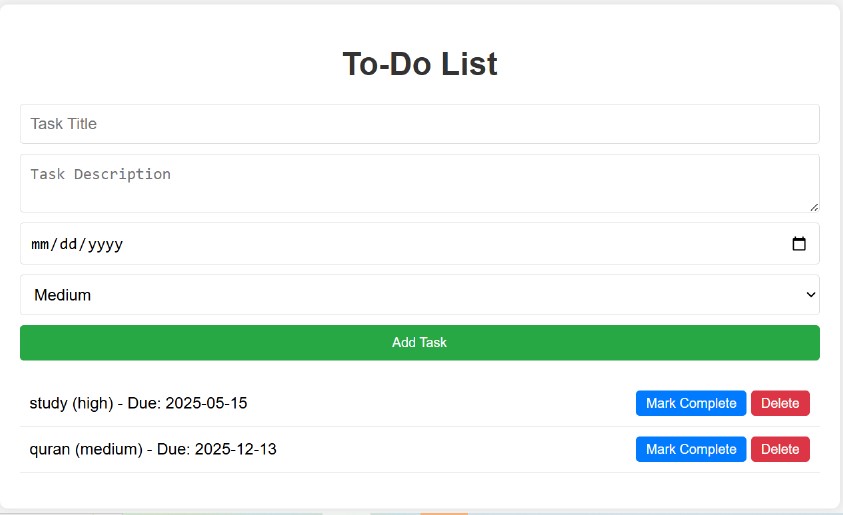 To-Do List
Task Title
Task Description
mm/dd/yyyy
Medium
Add Task
study (high) - Due: 2025-05-15 Mark Complete Delete
quran (medium) - Due: 2025-12-13 Mark Complete Delete